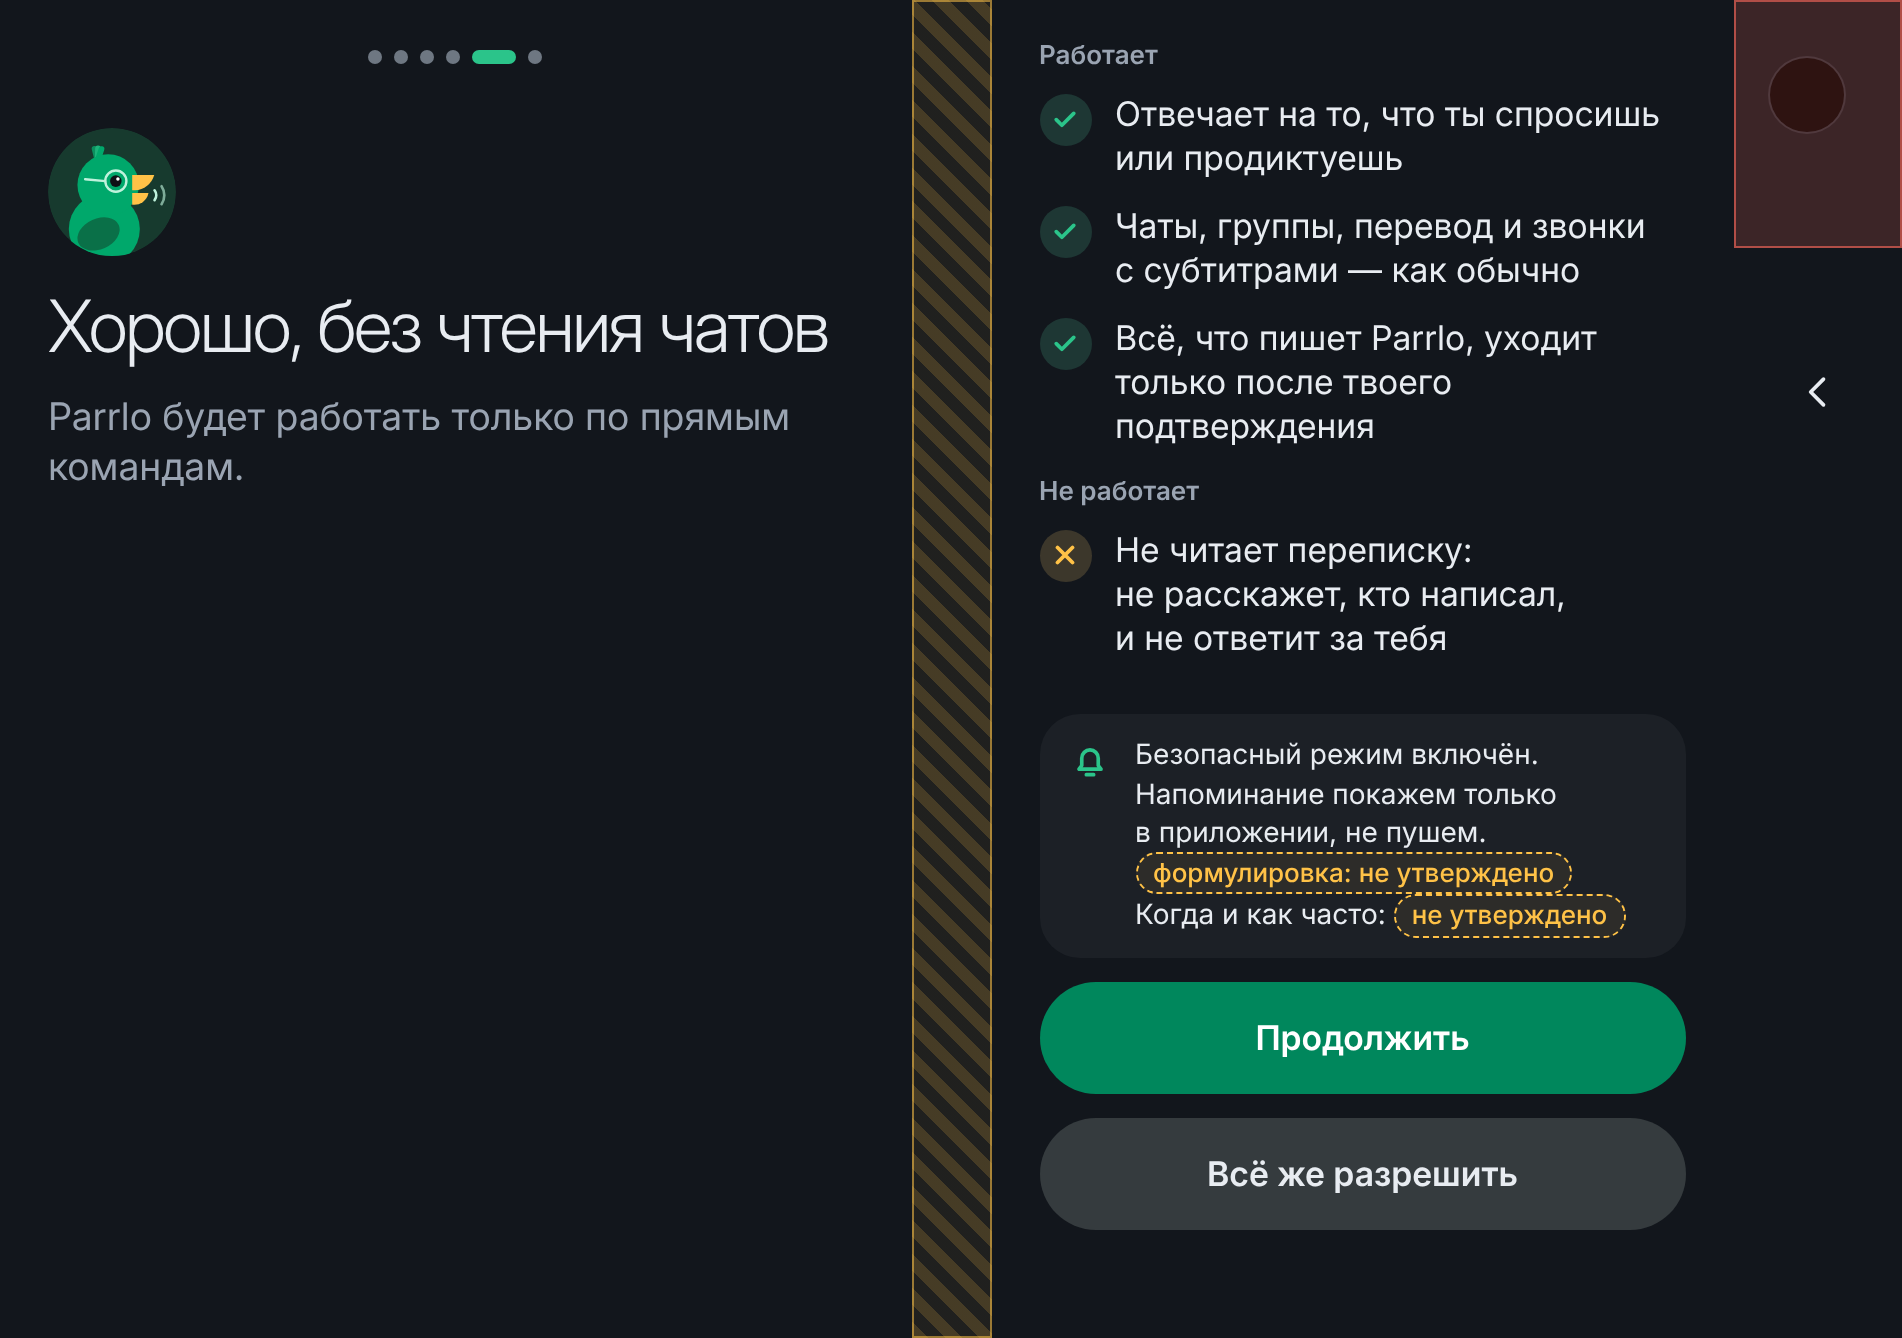 Хорошо, без чтения чатов
Parrlo будет работать только по прямым
командам.
Работает
Отвечает на то, что ты спросишь
или продиктуешь
Чаты, группы, перевод и звонки
с субтитрами — как обычно
Всё, что пишет Parrlo, уходит
только после твоего
подтверждения
Не работает
Не читает переписку:
не расскажет, кто написал,
и не ответит за тебя
Безопасный режим включён.
Напоминание покажем только
в приложении, не пушем.
формулировка: не утверждено
Когда и как часто: не утверждено
Продолжить
Всё же разрешить